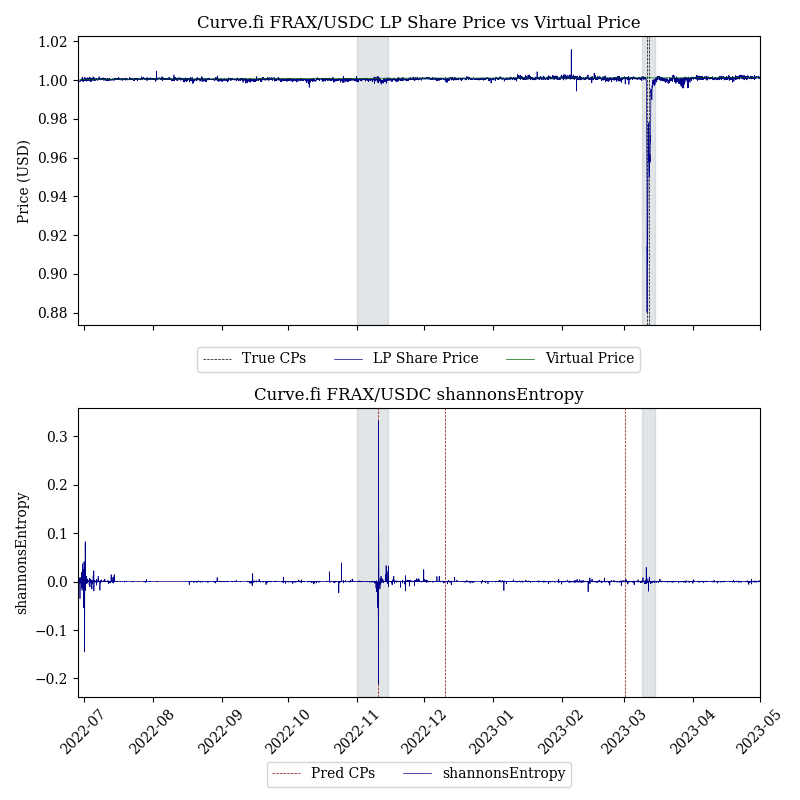 Curve.fi FRAX/USDC LP Share Price vs Virtual Price
1.02
1.00
0.98
0.96
0.94
0.92
0.90
0.88
Price (USD)
True CPs
LP Share Price
Virtual Price
Curve.fi FRAX/USDC shannonsEntropy
0.3
0.2
0.1
0.0
−0.1
−0.2
shannonsEntropy
2022-07
2022-08
2022-09
2022-10
2022-11
2022-12
2023-01
2023-02
2023-03
2023-04
2023-05
Pred CPs
shannonsEntropy